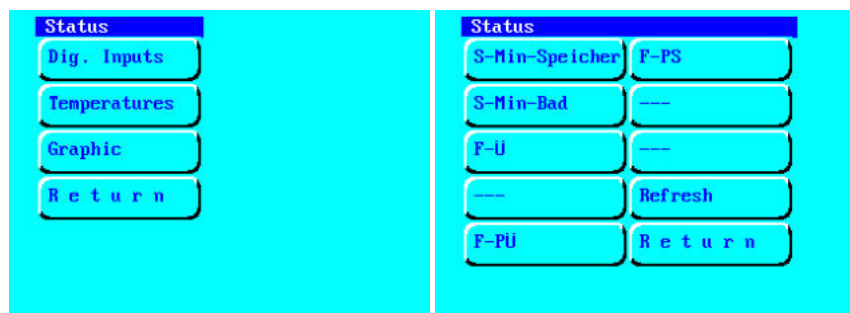 Status
Dig. Inputs
Temperatures
Graphic
R e t u r n
Status
S-Min-Speicher F-PS
S-Min-Bad ---
F-Ü ---
--- Refresh
F-PÜ R e t u r n